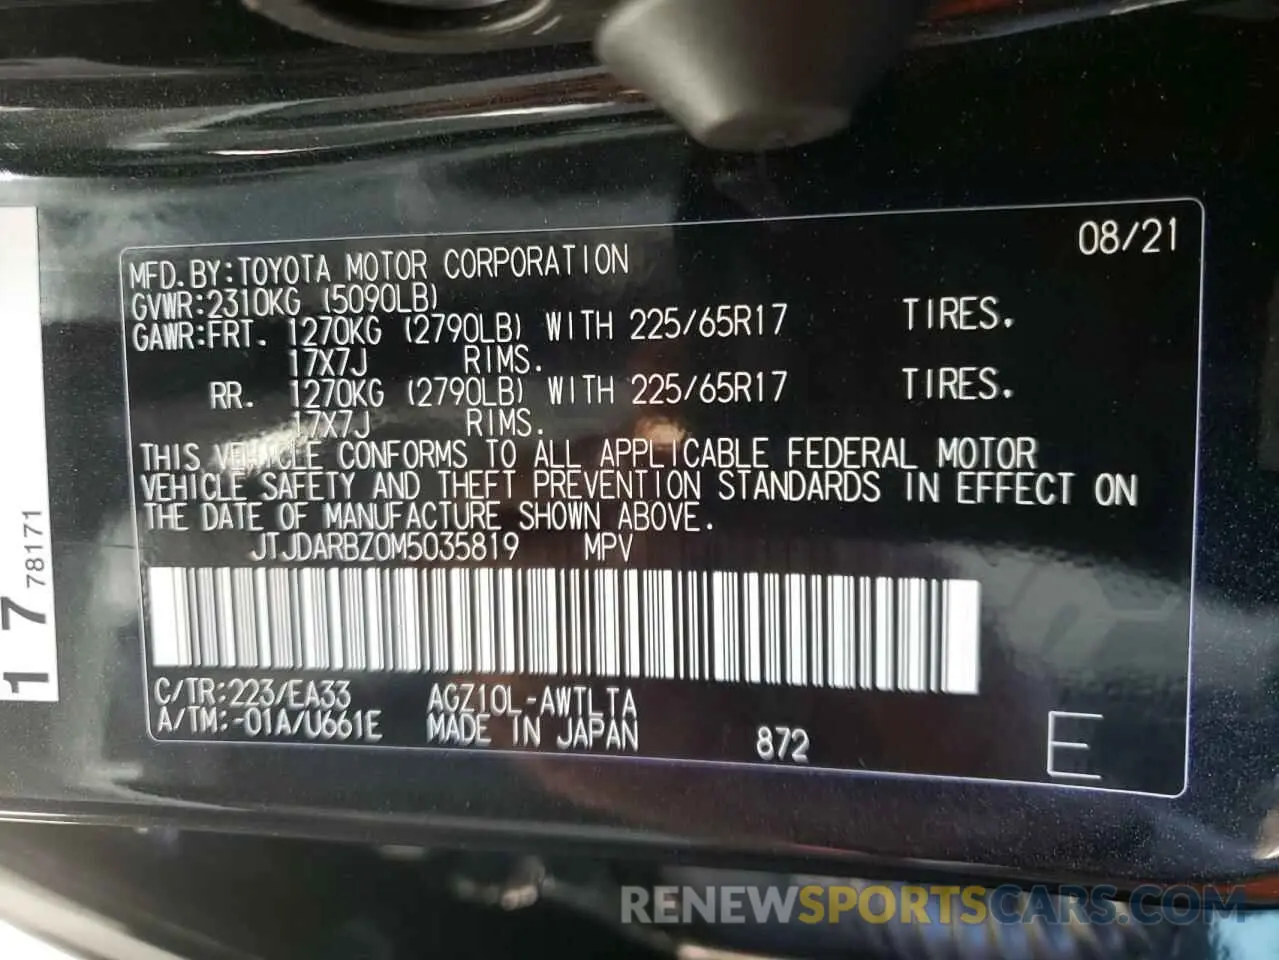 08/21
MFD.BY:TOYOTA MOTOR CORPORATION
GVWR:2310KG (5090LB)
GAWR:FRT. 1270KG (2790LB) WITH 225/65R17 TIRES.
17X7J RIMS.
RR. 1270KG (2790LB) WITH 225/65R17 TIRES.
17X7J RIMS.
THIS VEHICLE CONFORMS TO ALL APPLICABLE FEDERAL MOTOR
VEHICLE SAFETY AND THEFT PREVENTION STANDARDS IN EFFECT ON
THE DATE OF MANUFACTURE SHOWN ABOVE.
JTJDARBZ0M5035819 MPV
C/TR:223/EA33 AGZ10L-AWTLTA
A/TM:-01A/U661E MADE IN JAPAN 872 E
17 78171
RENEWSPORTSCARS.COM